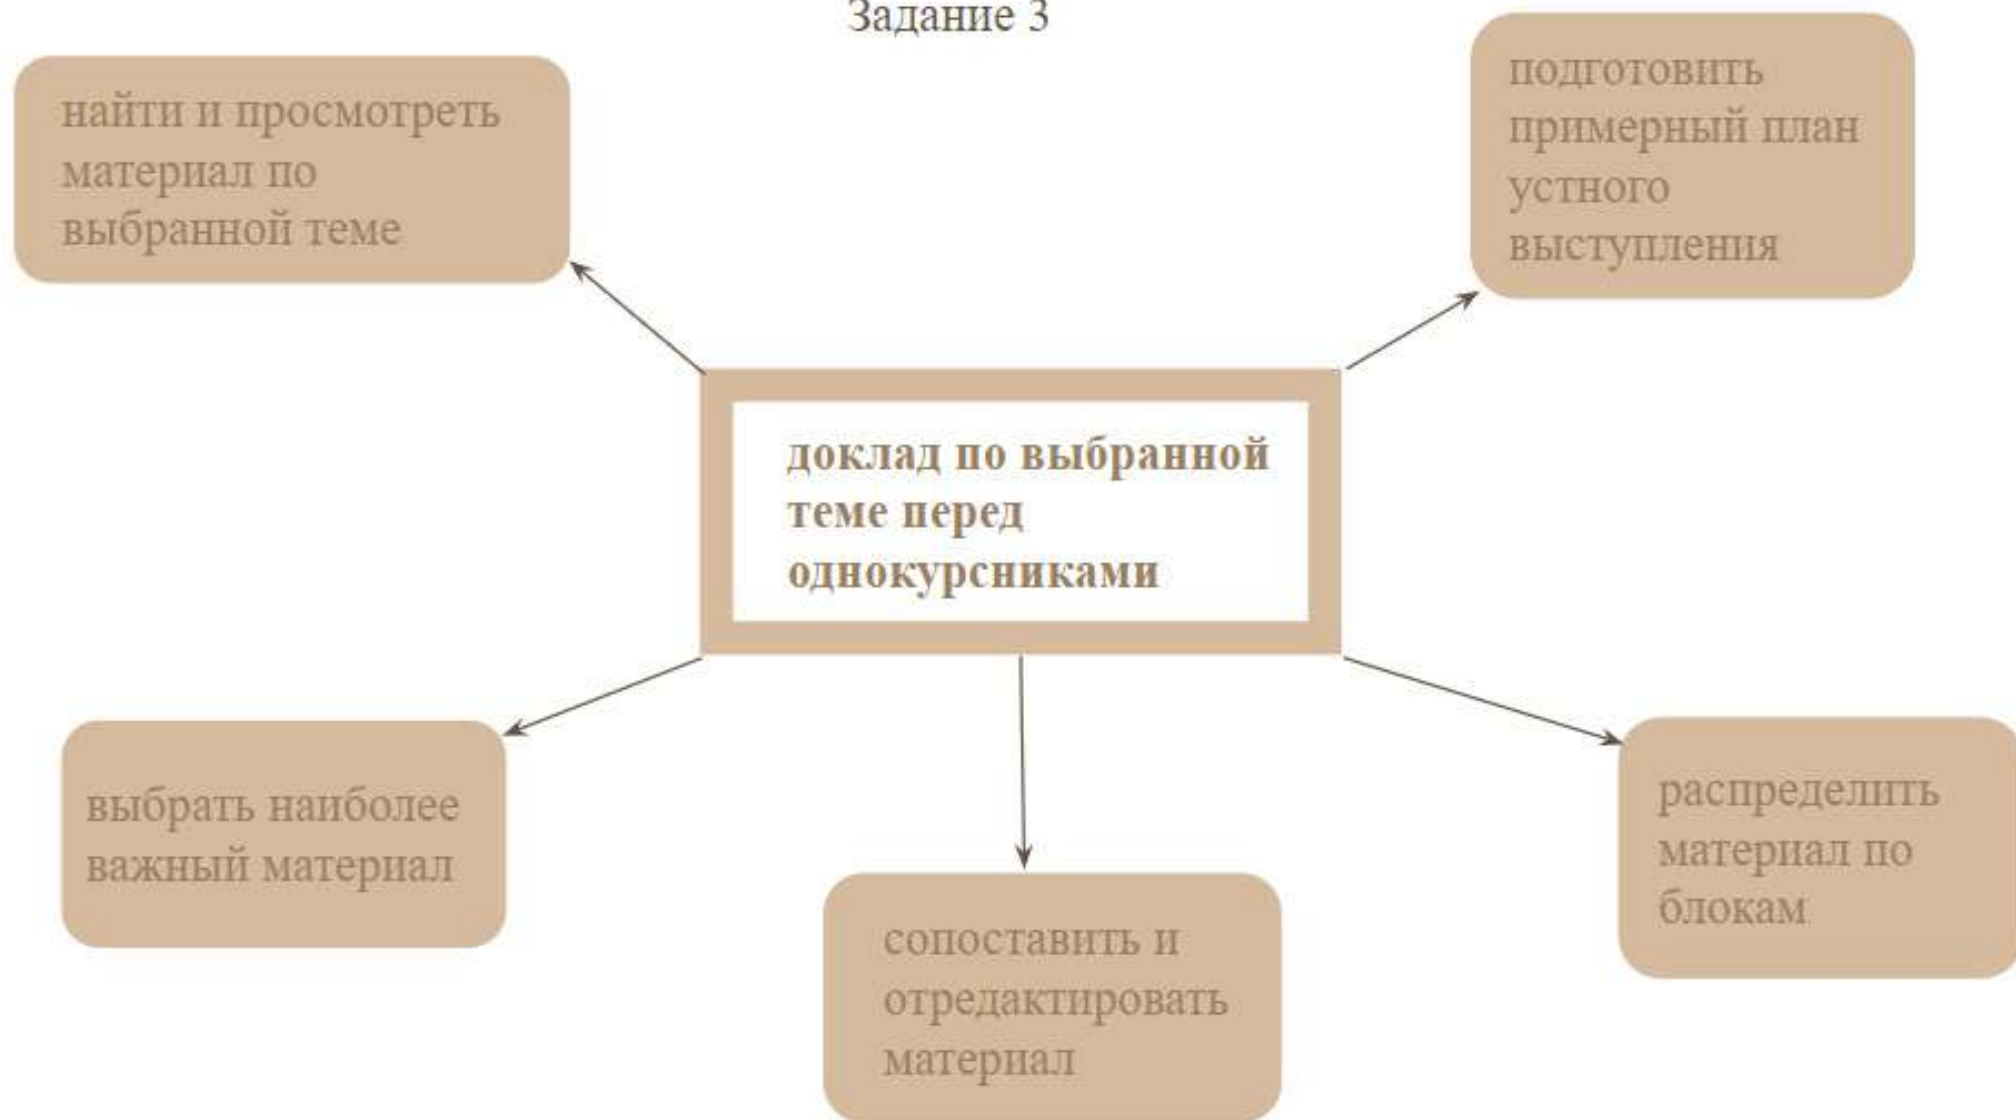 Задание 3
найти и просмотреть
материал по
выбранной теме
подготовить
примерный план
устного
выступления
доклад по выбранной
теме перед
однокурсниками
выбрать наиболее
важный материал
сопоставить и
отредактировать
материал
распределить
материал по
блокам